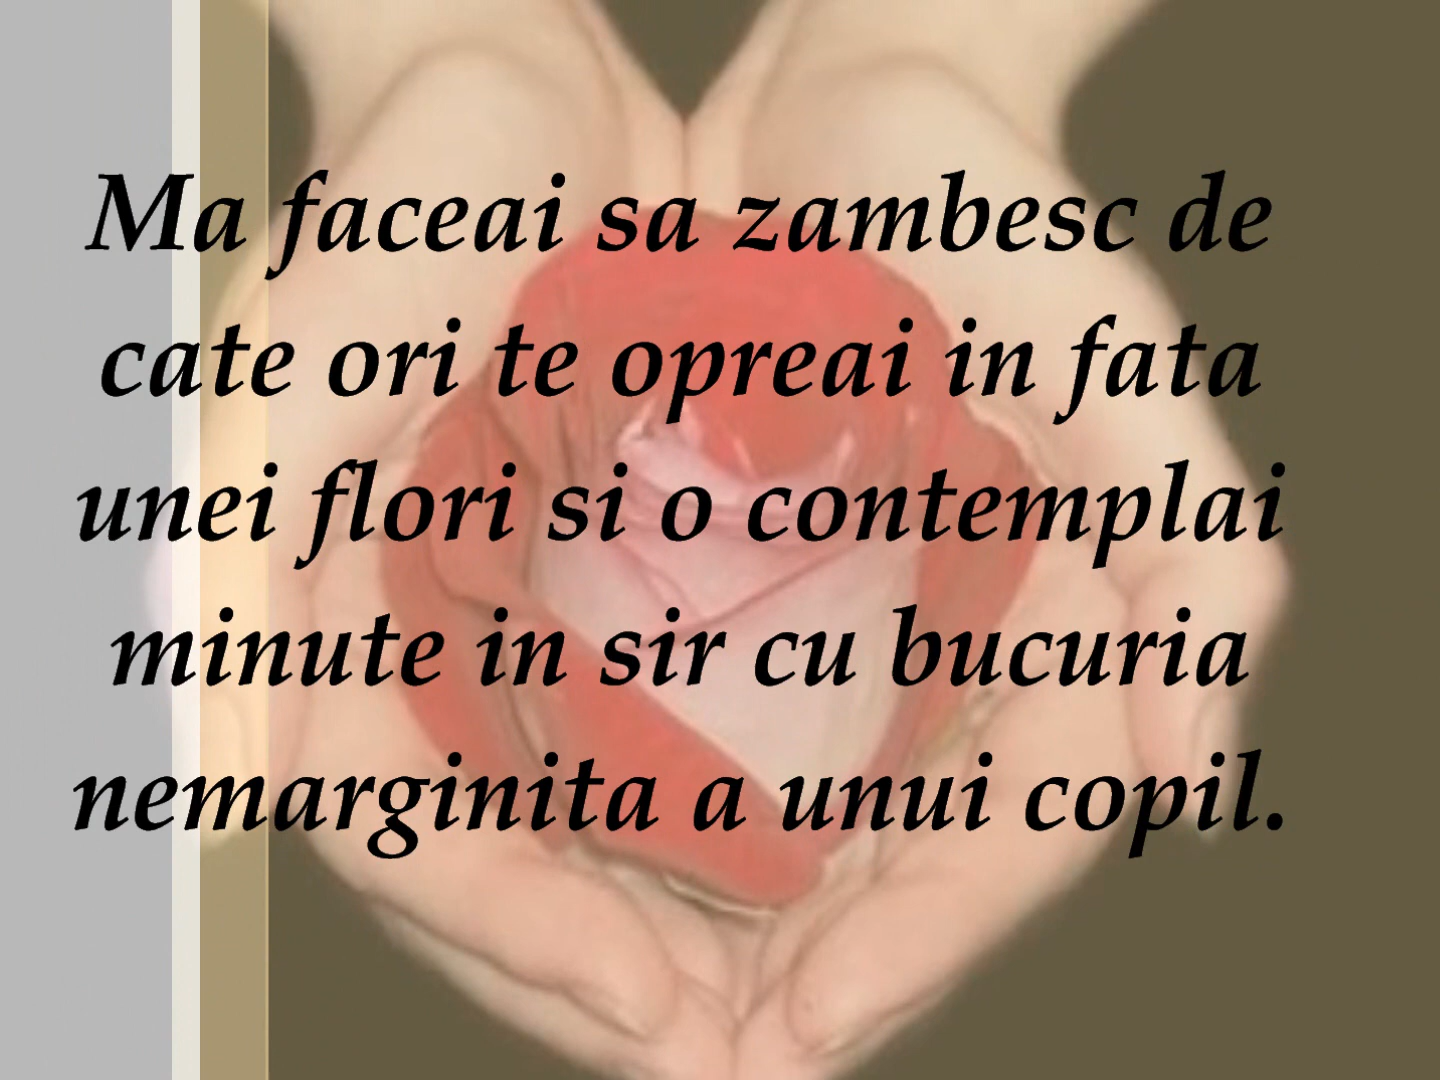 Ma faceai sa zambesc de
cate ori te opreai in fata
unei flori si o contemplai
minute in sir cu bucuria
nemarginita a unui copil.